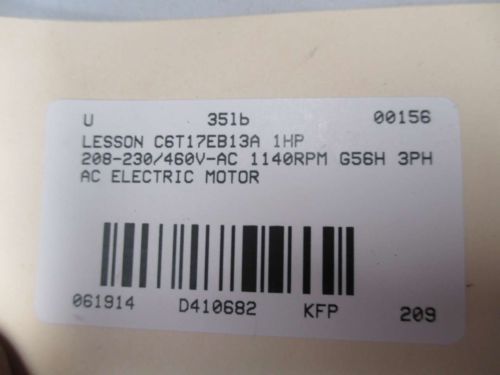 U 35lb 00156
LESSON C6T17EB13A 1HP
208-230/460V-AC 1140RPM G56H 3PH
AC ELECTRIC MOTOR
061914 D410682 KFP 209